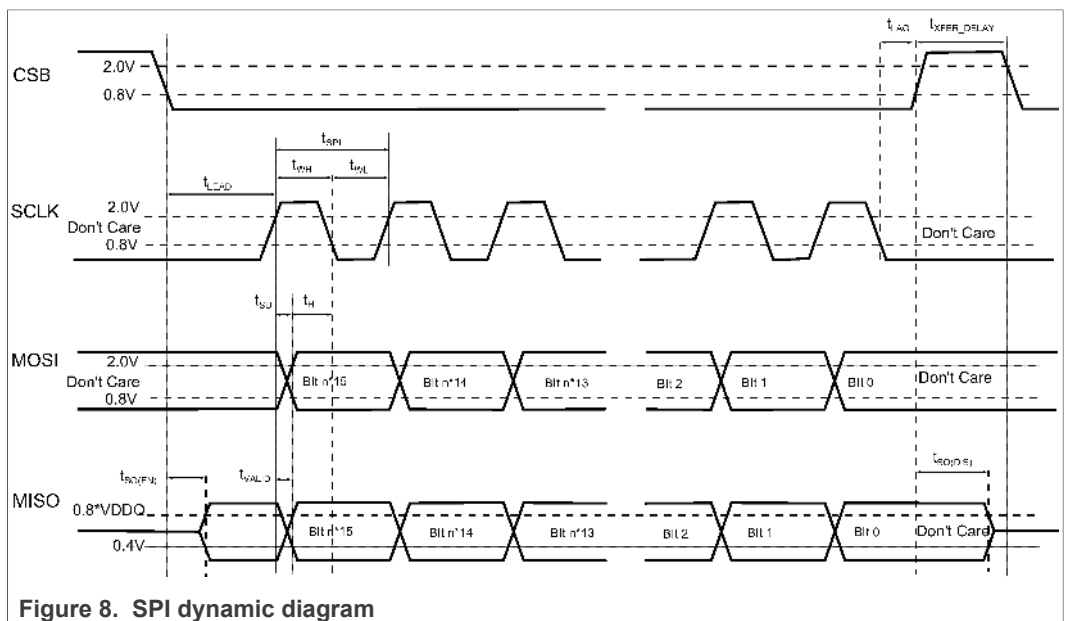 t_LAG t_XFER_DELAY
CSB
2.0V
0.8V
t_SPI
t_WH t_WL
t_LEAD
SCLK
2.0V
Don't Care
0.8V
Don't Care
t_SU t_H
MOSI
2.0V
Don't Care
0.8V
Bit n*15 Bit n*14 Bit n*13 Bit 2 Bit 1 Bit 0 Don't Care
t_SO(EN) t_VALID t_SO(DIS)
MISO
0.8*VDDQ
0.4V
Bit n*15 Bit n*14 Bit n*13 Bit 2 Bit 1 Bit 0 Don't Care
Figure 8. SPI dynamic diagram